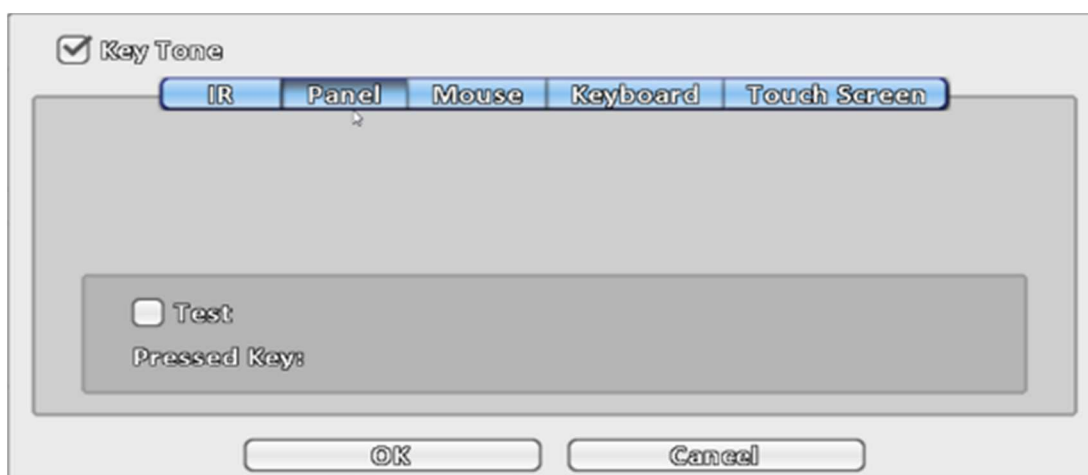 Key Tone
IR Panel Mouse Keyboard Touch Screen
Test
Pressed Key:
OK Cancel